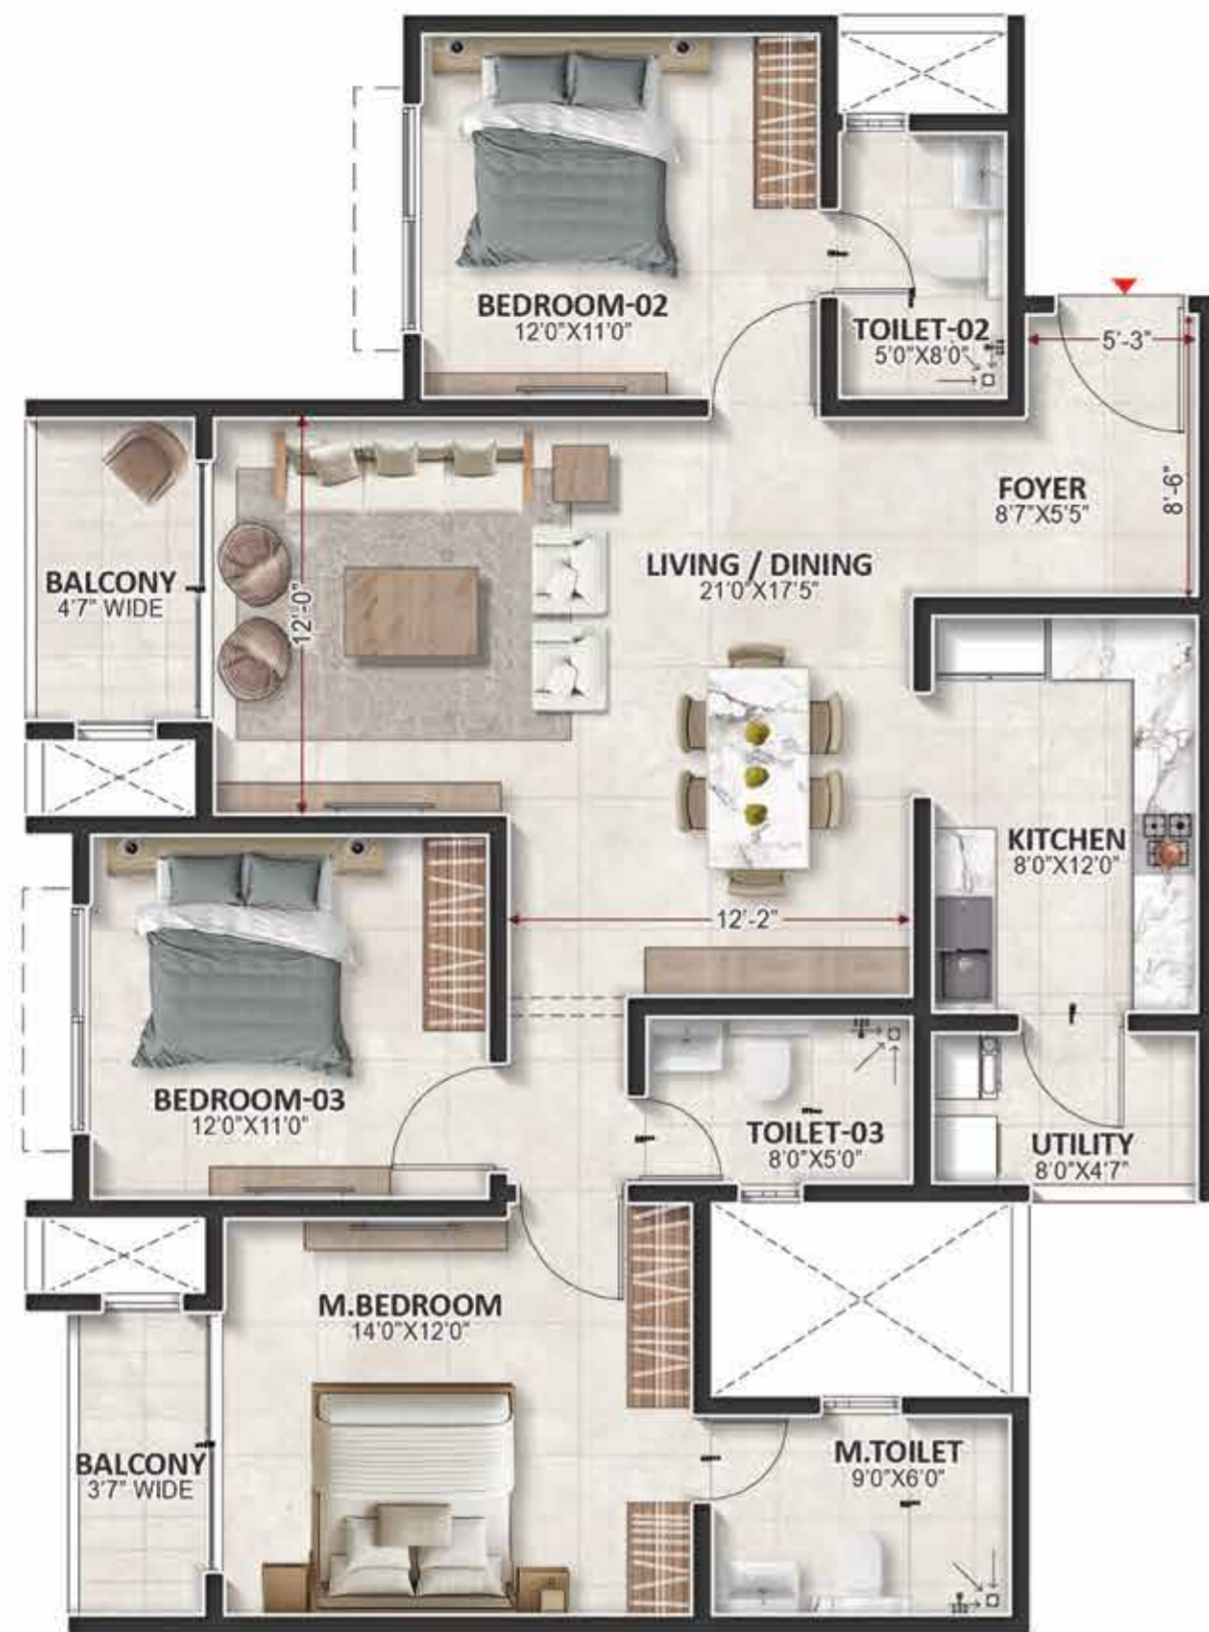 BEDROOM-02
12'0"X11'0"
TOILET-02
5'0"X8'0"
5'-3"
FOYER
8'7"X5'5"
8'-6"
BALCONY
4'7" WIDE
12'-0"
LIVING / DINING
21'0"X17'5"
KITCHEN
8'0"X12'0"
12'-2"
BEDROOM-03
12'0"X11'0"
TOILET-03
8'0"X5'0"
UTILITY
8'0"X4'7"
M.BEDROOM
14'0"X12'0"
BALCONY
3'7" WIDE
M.TOILET
9'0"X6'0"